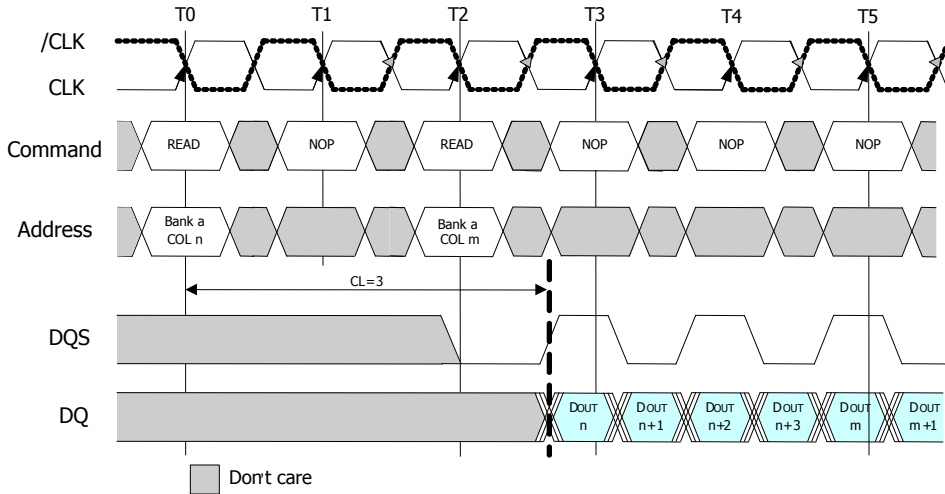 T0 T1 T2 T3 T4 T5
/CLK
CLK
Command READ NOP READ NOP NOP NOP
Address Bank a COL n Bank a COL m
CL=3
DQS
DQ DOUT n DOUT n+1 DOUT n+2 DOUT n+3 DOUT m DOUT m+1
Don't care